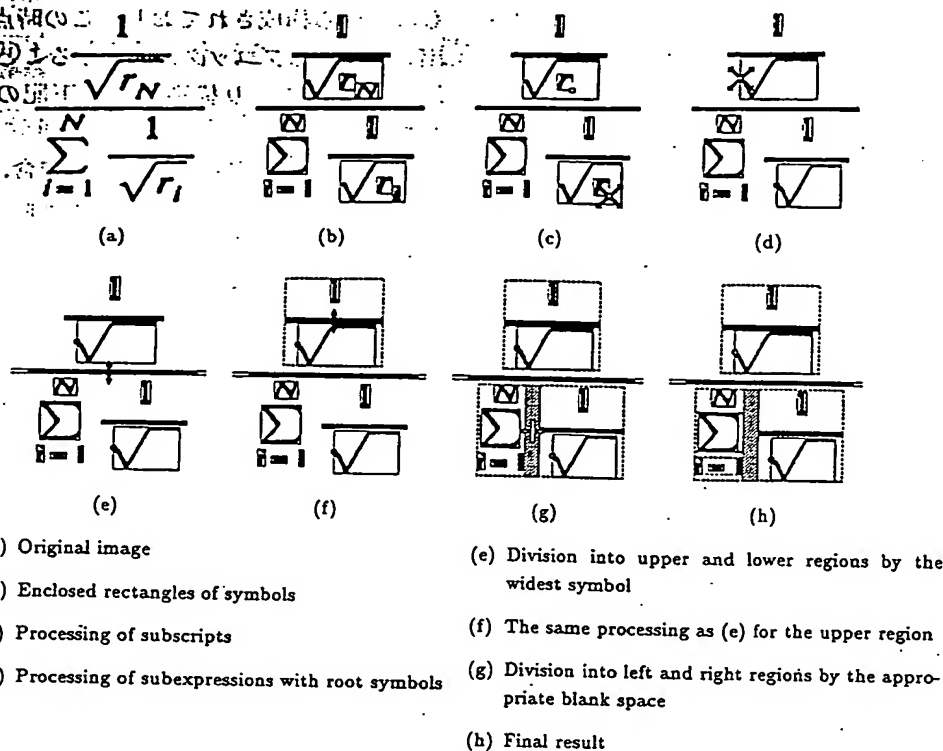 1
√r_N
N 1
∑
i = 1 √r_i
(a) (b) (c) (d)
(e) (f) (g) (h)
) Original image
) Enclosed rectangles of symbols
) Processing of subscripts
) Processing of subexpressions with root symbols
(e) Division into upper and lower regions by the
widest symbol
(f) The same processing as (e) for the upper region
(g) Division into left and right regions by the appro-
priate blank space
(h) Final result